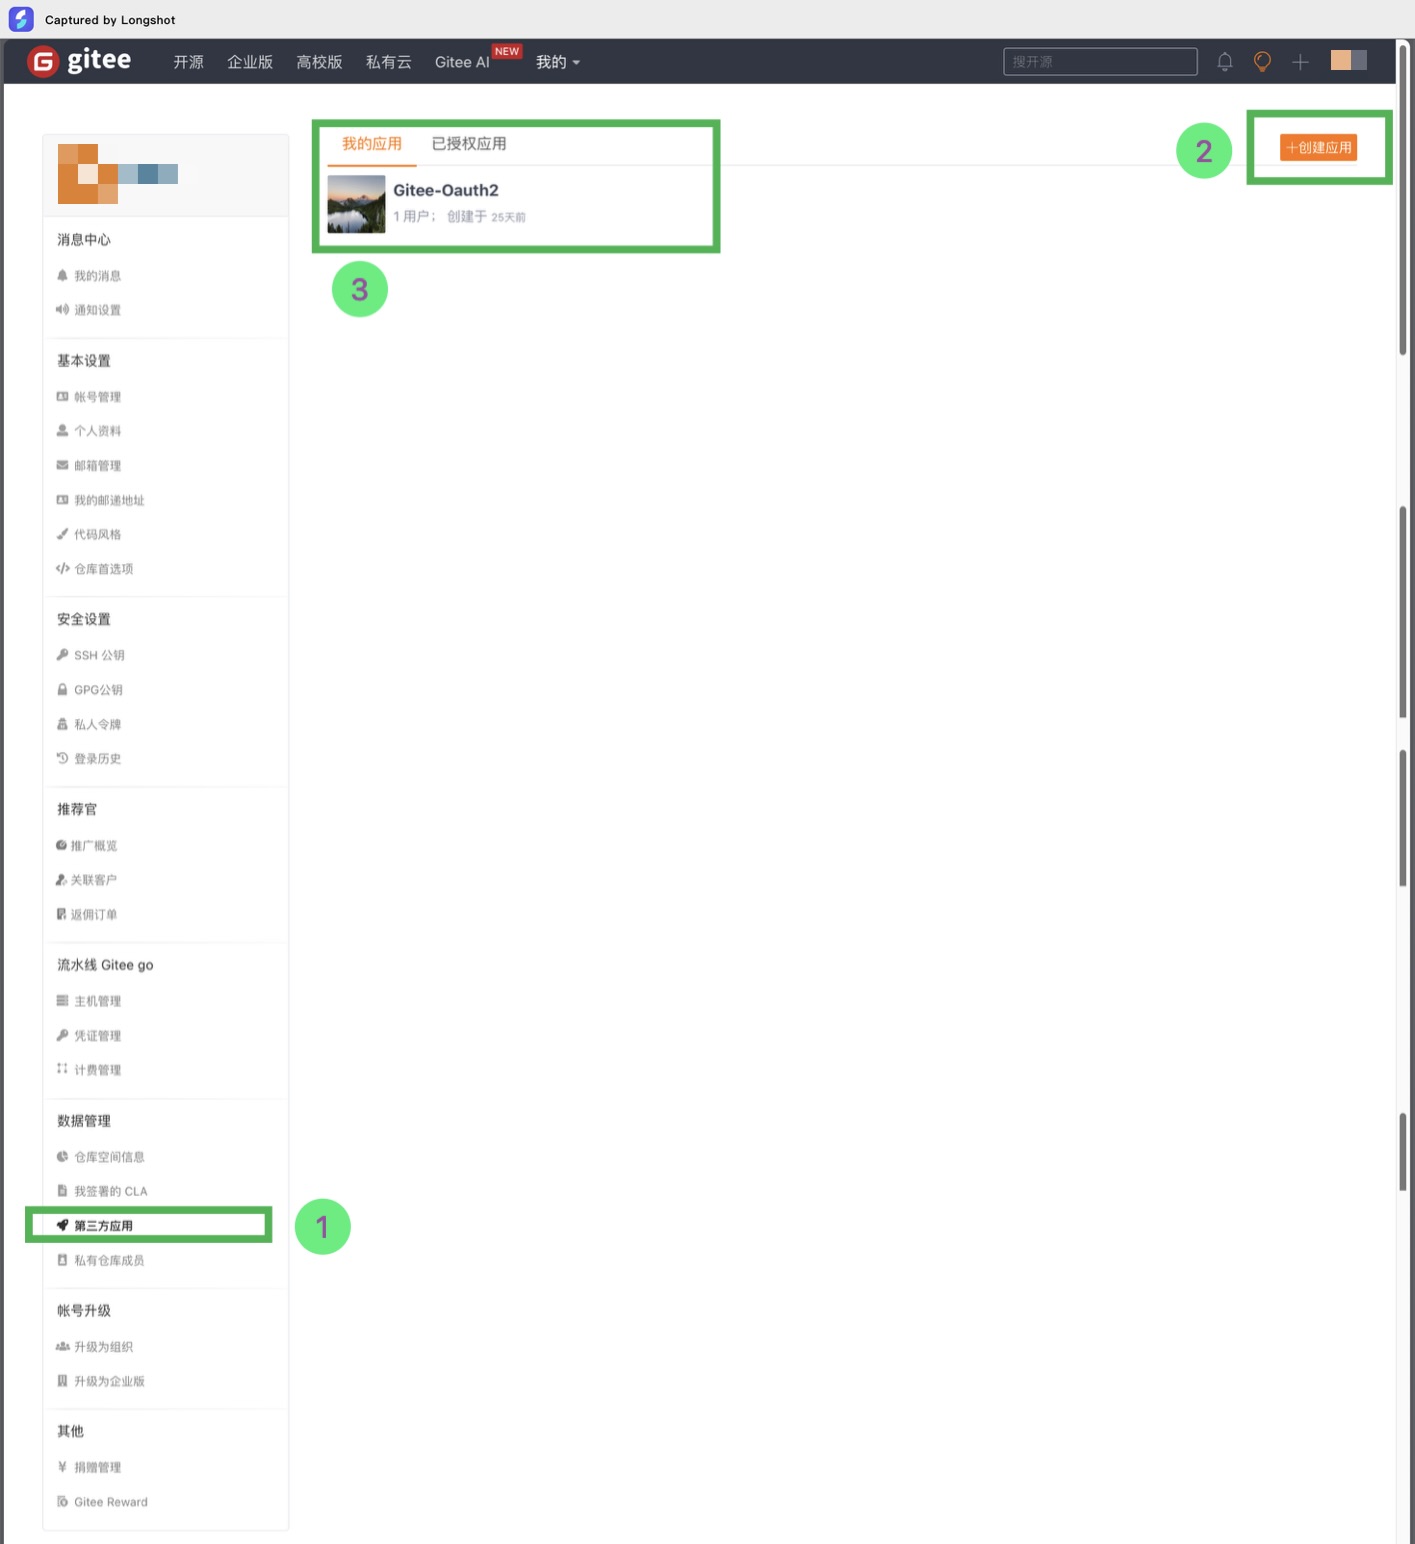 Captured by Longshot
gitee 开源 企业版 高校版 私有云 Gitee AI NEW 我的 搜开源
我的应用 已授权应用
2
+创建应用
Gitee-Oauth2
1 用户； 创建于 25天前
3
消息中心
我的消息
通知设置
基本设置
帐号管理
个人资料
邮箱管理
我的邮递地址
代码风格
仓库首选项
安全设置
SSH 公钥
GPG公钥
私人令牌
登录历史
推荐官
推广概览
关联客户
返佣订单
流水线 Gitee go
主机管理
凭证管理
计费管理
数据管理
仓库空间信息
我签署的 CLA
第三方应用
1
私有仓库成员
帐号升级
升级为组织
升级为企业版
其他
¥ 捐赠管理
Gitee Reward